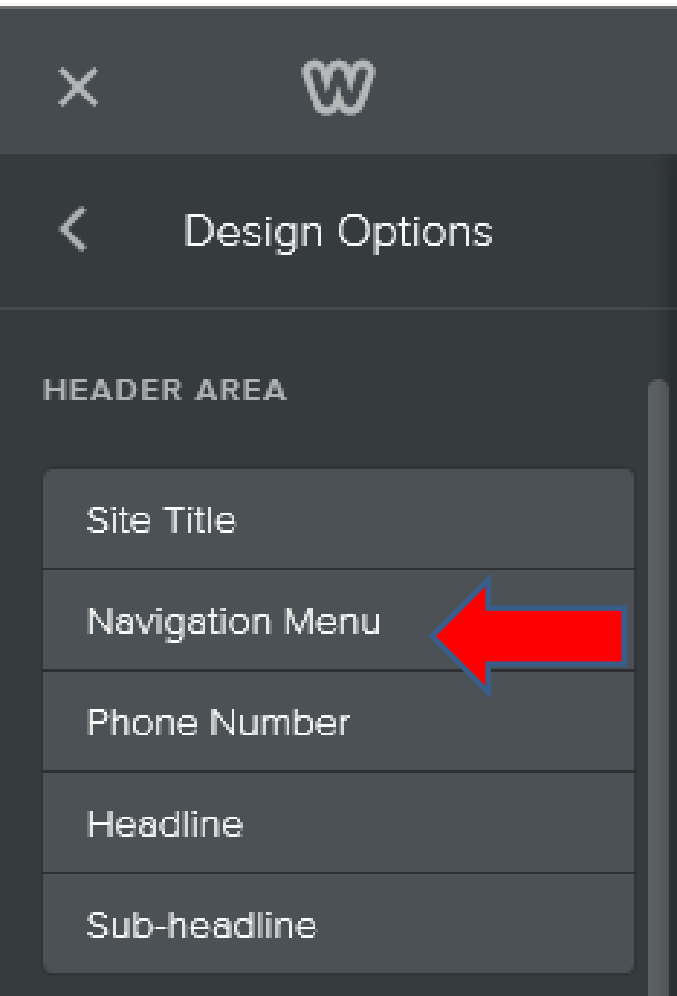 Design Options
HEADER AREA
Site Title
Navigation Menu
Phone Number
Headline
Sub-headline